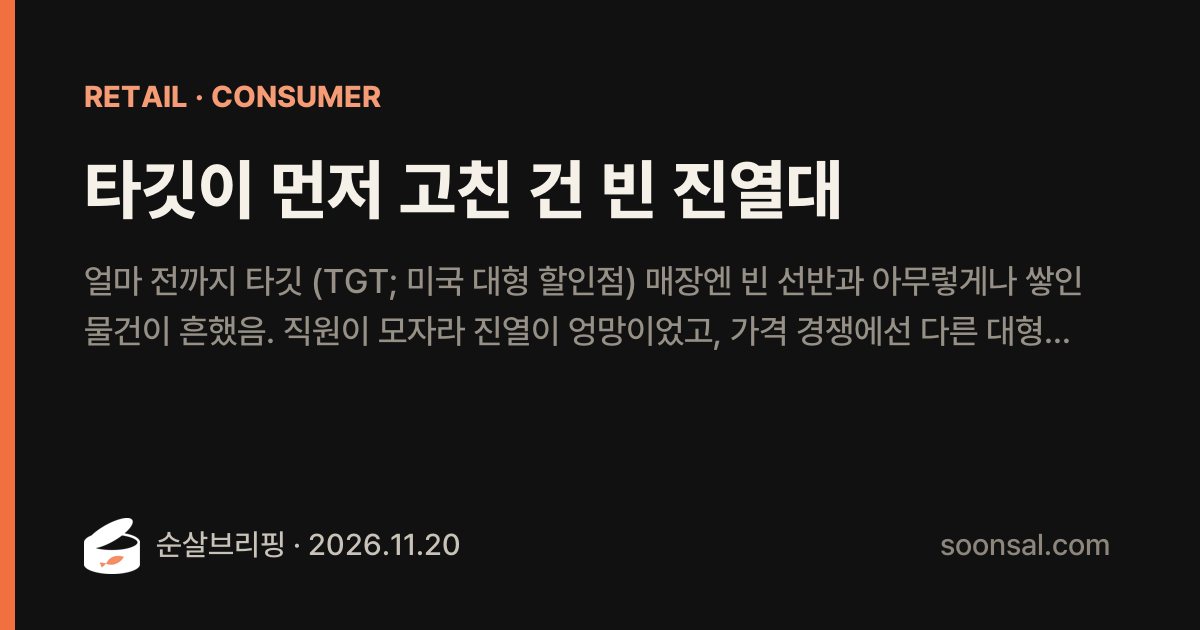 RETAIL · CONSUMER
타깃이 먼저 고친 건 빈 진열대
얼마 전까지 타깃 (TGT; 미국 대형 할인점) 매장엔 빈 선반과 아무렇게나 쌓인
물건이 흔했음. 직원이 모자라 진열이 엉망이었고, 가격 경쟁에선 다른 대형...
순살브리핑 · 2026.11.20
soonsal.com